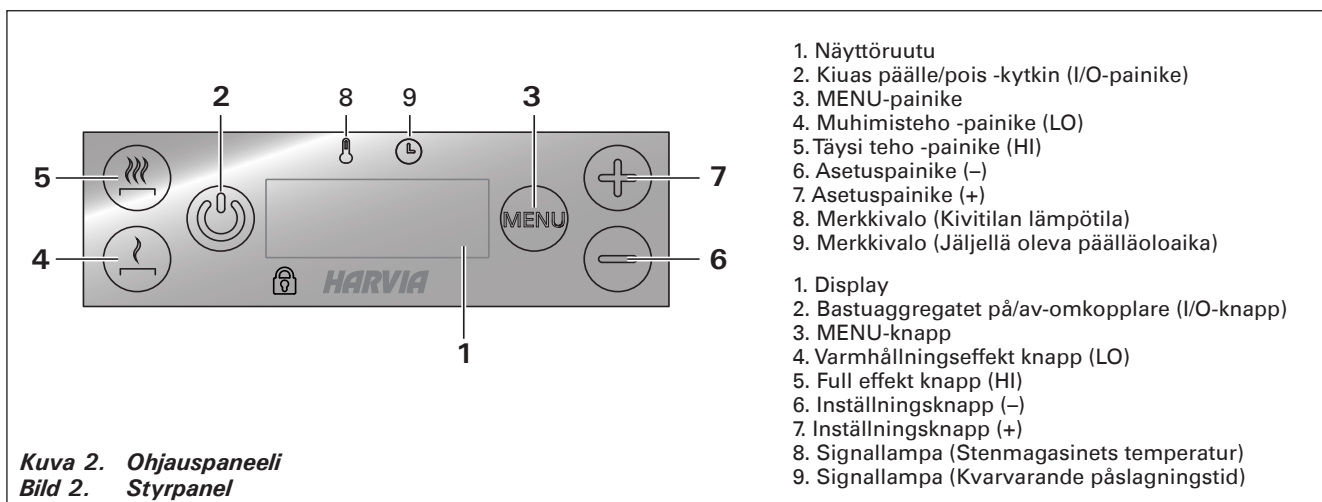 2
8
9
3
5
7
MENU
4
6
HARVIA
1
Kuva 2. Ohjauspaneeli
Bild 2. Styrpanel
1. Näyttöruutu
2. Kiuas päälle/pois -kytkin (I/O-painike)
3. MENU-painike
4. Muhimisteho -painike (LO)
5. Täysi teho -painike (HI)
6. Asetuspainike (–)
7. Asetuspainike (+)
8. Merkkivalo (Kivitilan lämpötila)
9. Merkkivalo (Jäljellä oleva päälläoloaika)
1. Display
2. Bastuaggregatet på/av-omkopplare (I/O-knapp)
3. MENU-knapp
4. Varmhållningseffekt knapp (LO)
5. Full effekt knapp (HI)
6. Inställningsknapp (–)
7. Inställningsknapp (+)
8. Signallampa (Stenmagasinets temperatur)
9. Signallampa (Kvarvarande påslagningstid)